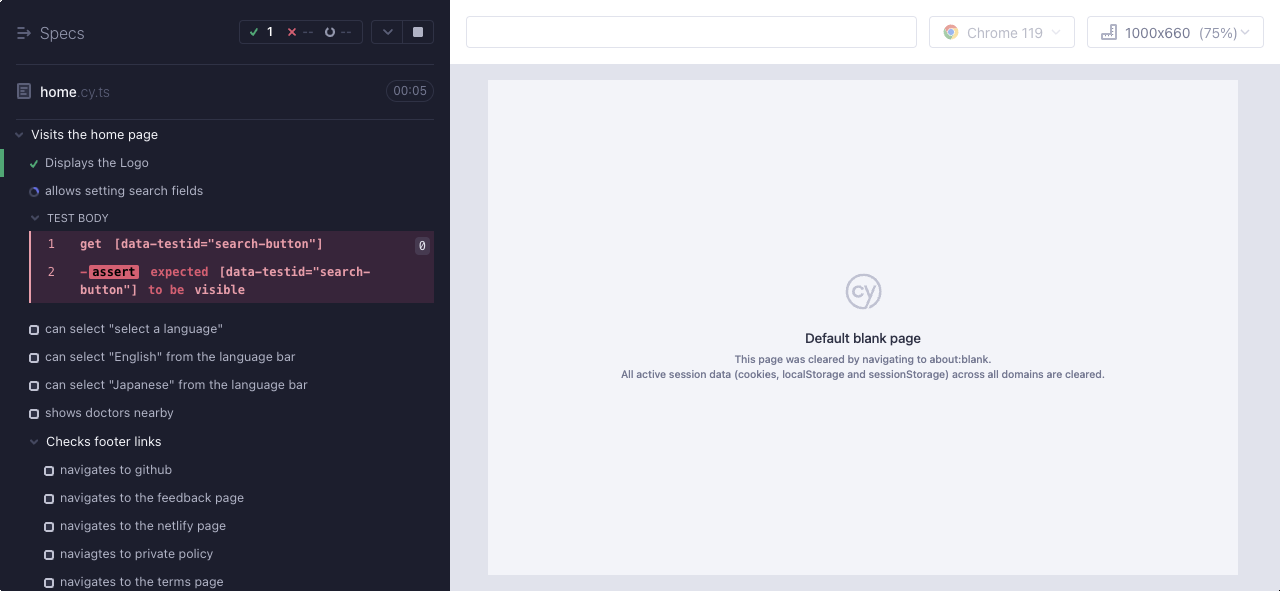 Specs
1 -- --
home.cy.ts
00:05
Visits the home page
Displays the Logo
allows setting search fields
TEST BODY
1 get [data-testid="search-button"] 0
2 -assert expected [data-testid="search-
button"] to be visible
can select "select a language"
can select "English" from the language bar
can select "Japanese" from the language bar
shows doctors nearby
Checks footer links
navigates to github
navigates to the feedback page
navigates to the netlify page
naviagtes to private policy
navigates to the terms page
Chrome 119
1000x660 (75%)
cy
Default blank page
This page was cleared by navigating to about:blank.
All active session data (cookies, localStorage and sessionStorage) across all domains are cleared.